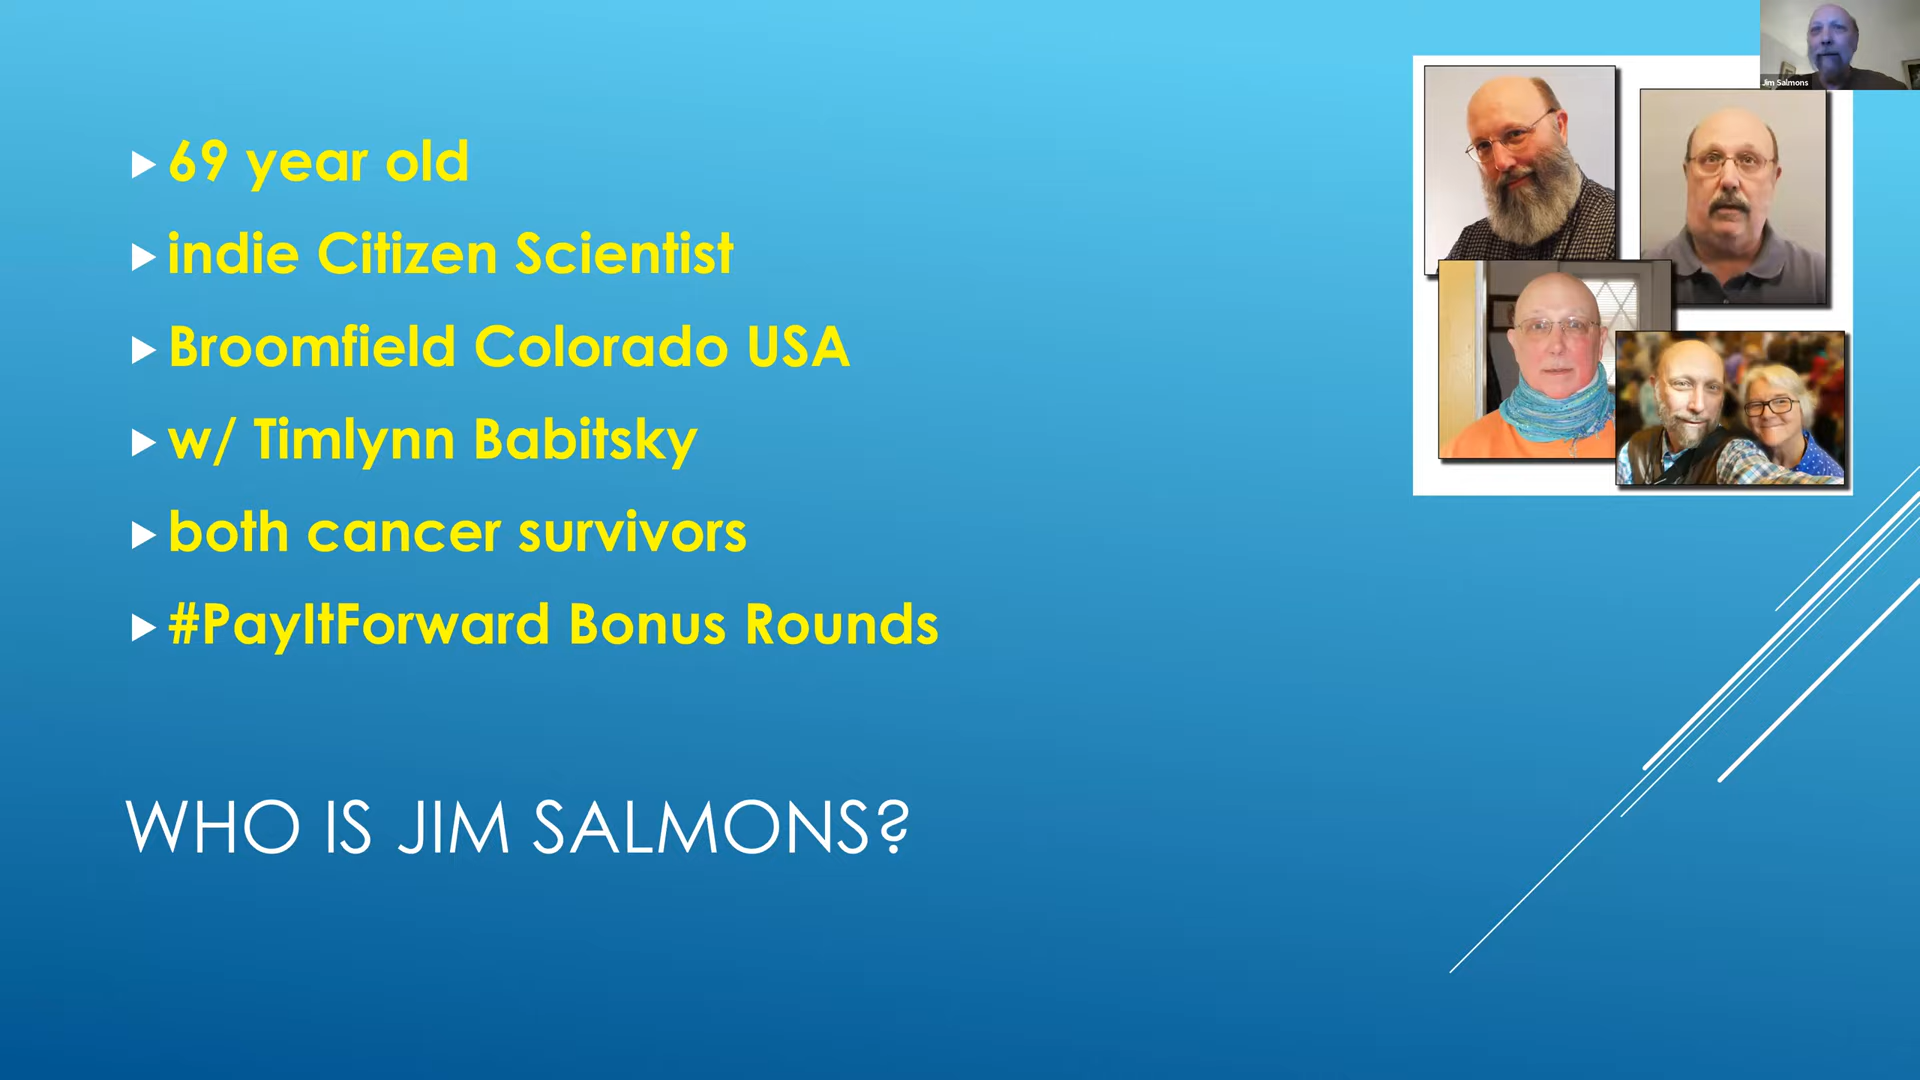 69 year old
indie Citizen Scientist
Broomfield Colorado USA
w/ Timlynn Babitsky
both cancer survivors
#PayItForward Bonus Rounds
WHO IS JIM SALMONS?
Jim Salmons